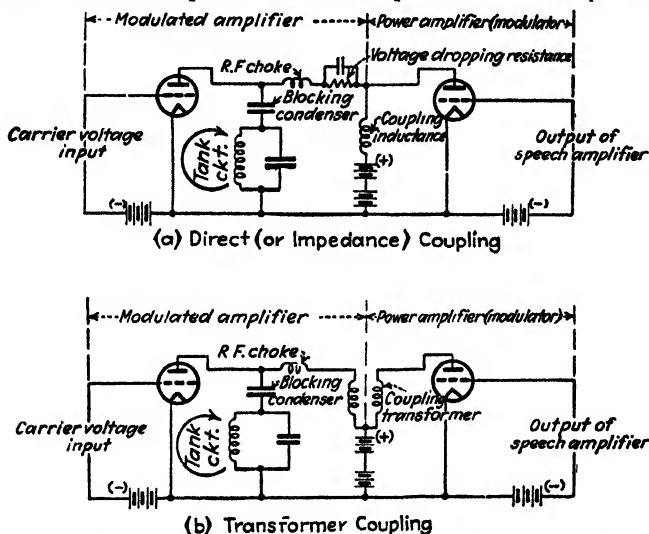 Modulated amplifier
Power amplifier (modulator)
R.F. choke
Voltage dropping resistance
Blocking
condenser
Coupling
inductance
Carrier voltage
input
Tank
ckt.
(+)
Output of
speech amplifier
(-)
(-)
(a) Direct (or Impedance) Coupling
Modulated amplifier
Power amplifier (modulator)
R.F. choke
Blocking
condenser
Coupling
transformer
Carrier voltage
input
Tank
ckt.
(+)
Output of
speech amplifier
(-)
(-)
(b) Transformer Coupling